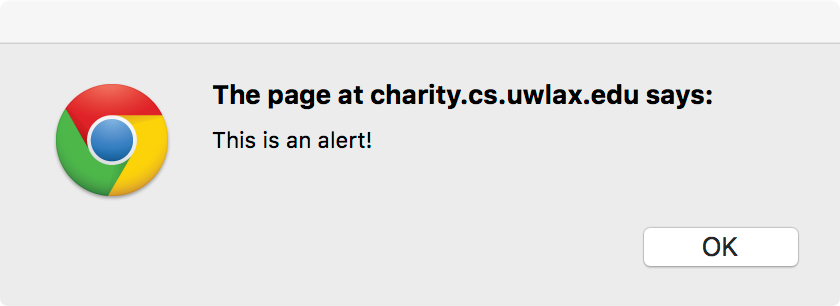 The page at charity.cs.uwlax.edu says:
This is an alert!
OK